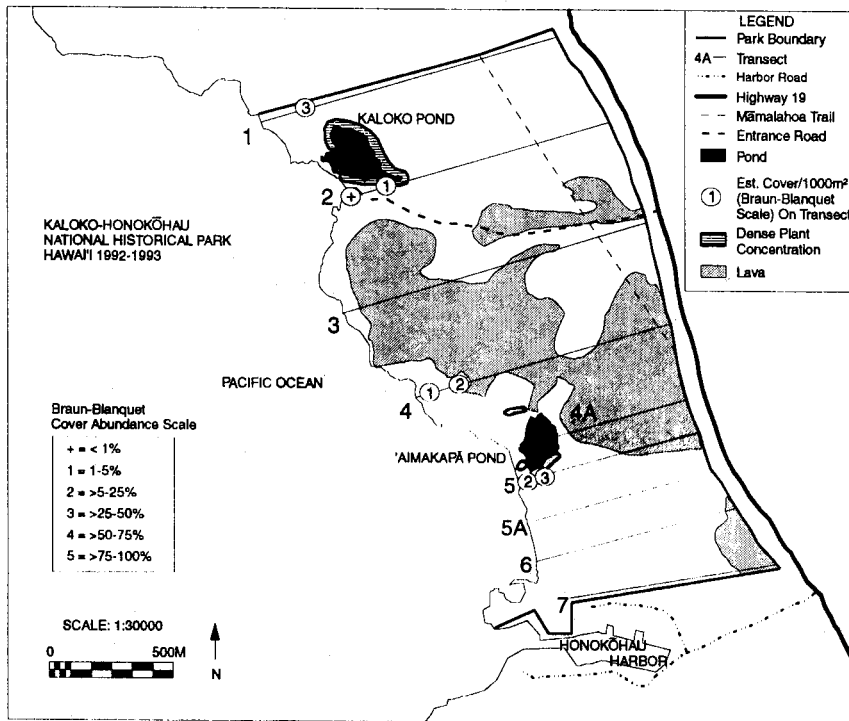 LEGEND
Park Boundary
4A Transect
Harbor Road
Highway 19
Māmalahoa Trail
Entrance Road
Pond
1 Est. Cover/1000m²
(Braun-Blanquet
Scale) On Transect
Dense Plant
Concentration
Lava
3
1
KALOKO POND
1
2
+
KALOKO-HONOKŌHAU
NATIONAL HISTORICAL PARK
HAWAI'I 1992-1993
3
PACIFIC OCEAN
1
2
4
4A
'AIMAKAPĀ POND
5
2
3
5A
6
7
HONOKŌHAU
HARBOR
Braun-Blanquet
Cover Abundance Scale
+ = < 1%
1 = 1-5%
2 = >5-25%
3 = >25-50%
4 = >50-75%
5 = >75-100%
SCALE: 1:30000
0 500M
N